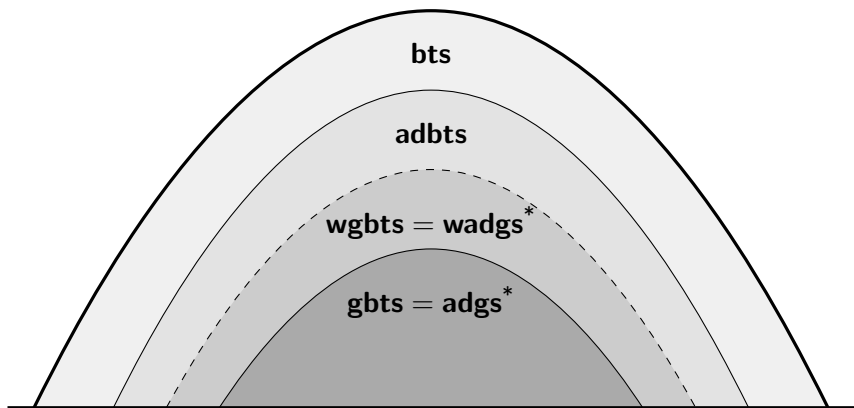 bts
adbts
wgbts = wadgs*
gbts = adgs*